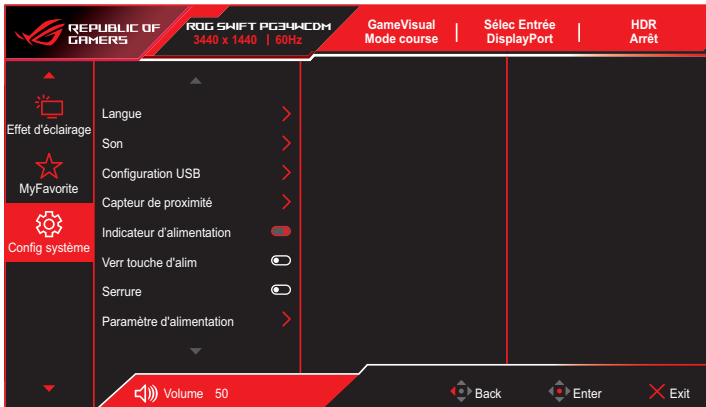 REPUBLIC OF
GAMERS
ROG SWIFT PG34WCDM
3440 x 1440 | 60Hz
GameVisual
Mode course
Sélec Entrée
DisplayPort
HDR
Arrêt
Effet d'éclairage
MyFavorite
Config système
Langue
Son
Configuration USB
Capteur de proximité
Indicateur d'alimentation
Verr touche d'alim
Serrure
Paramètre d'alimentation
Volume 50
Back
Enter
Exit